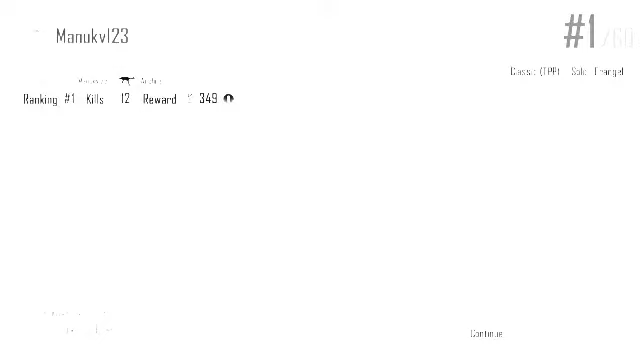 Manukv123
#1/60
Classic (TPP) Solo Erangel
Ranking #1 Kills 12 Reward 349
Continue